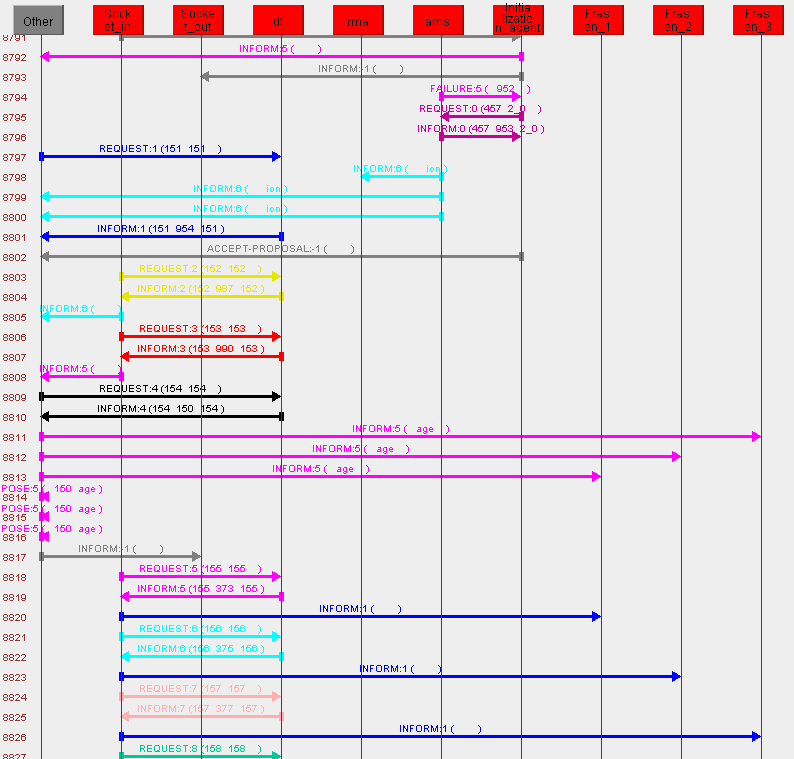 Other
Sock
et_in
Socke
t_out
df
rma
ams
Initia
lizatio
n_agent
Fräs
en_1
Fräs
en_2
Fräs
en_3
8791
8792 INFORM:5 ( )
8793 INFORM:-1 ( )
8794 FAILURE:5 ( 952 )
8795 REQUEST:0 (457 2_0 )
8796 INFORM:0 (457 953 2_0 )
8797 REQUEST:1 (151 151 )
8798 INFORM:6 ( ion)
8799 INFORM:6 ( ion)
8800 INFORM:6 ( ion)
8801 INFORM:1 (151 954 151 )
8802 ACCEPT-PROPOSAL:-1 ( )
8803 REQUEST:2 (152 152 )
8804 INFORM:2 (152 987 152 )
8805 INFORM:6 ( )
8806 REQUEST:3 (153 153 )
8807 INFORM:3 (153 990 153 )
8808 INFORM:5 ( )
8809 REQUEST:4 (154 154 )
8810 INFORM:4 (154 150 154 )
8811 INFORM:5 ( age )
8812 INFORM:5 ( age )
8813 INFORM:5 ( age )
8814 POSE:5 ( 150 age )
8815 POSE:5 ( 150 age )
8816 POSE:5 ( 150 age )
8817 INFORM:-1 ( )
8818 REQUEST:5 (155 155 )
8819 INFORM:5 (155 373 155 )
8820 INFORM:1 ( )
8821 REQUEST:6 (156 156 )
8822 INFORM:6 (156 375 156 )
8823 INFORM:1 ( )
8824 REQUEST:7 (157 157 )
8825 INFORM:7 (157 377 157 )
8826 INFORM:1 ( )
8827 REQUEST:8 (158 158 )